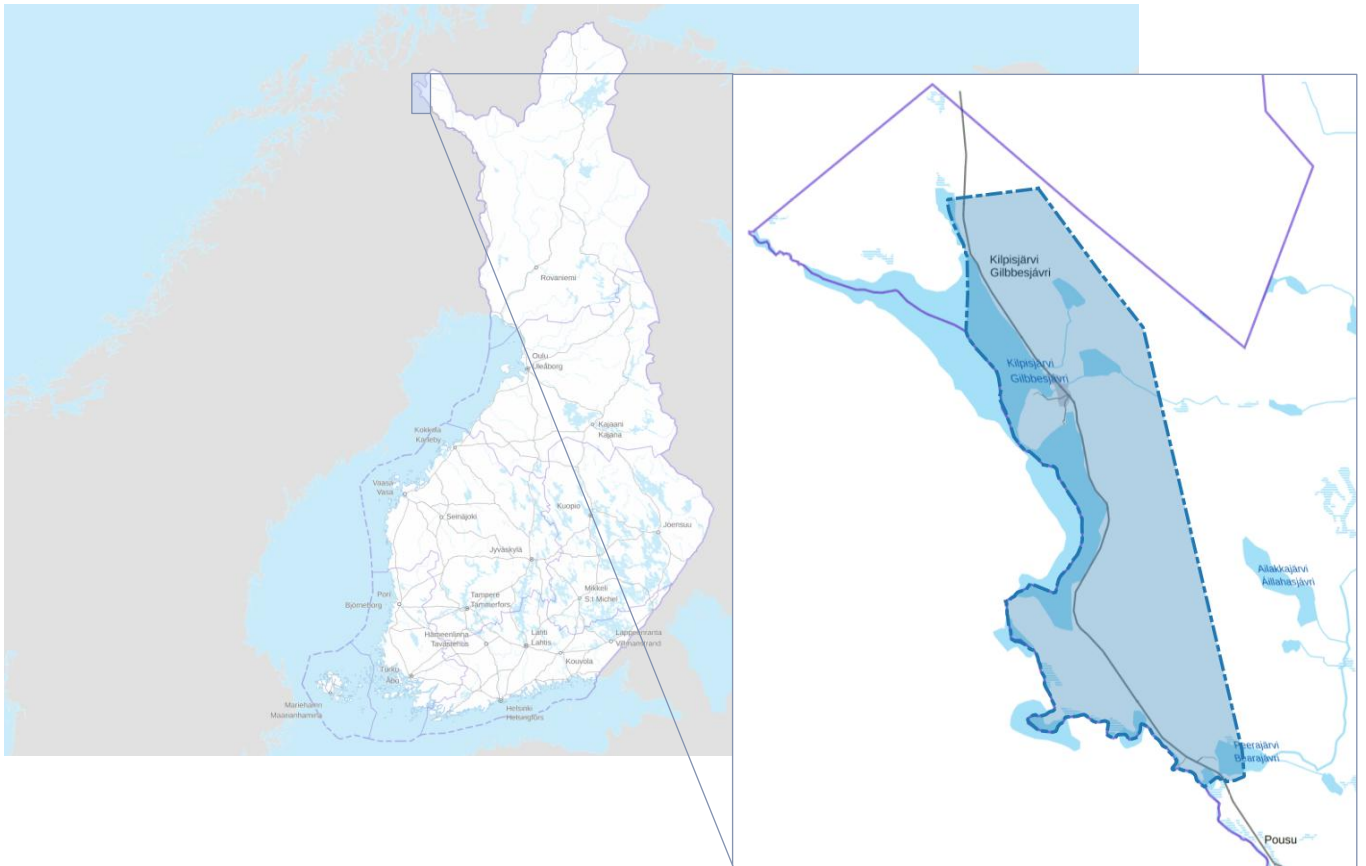 Rovaniemi
Oulu
Uleåborg
Kajaani
Kajana
Kokkola
Karleby
Vaasa
Vasa
Seinäjoki
Kuopio
Joensuu
Jyväskylä
Pori
Björneborg
Tampere
Tammerfors
Mikkeli
S:t Michel
Hämeenlinna
Tavastehus
Lahti
Lahtis
Lappeenranta
Villmanstrand
Kouvola
Turku
Åbo
Helsinki
Helsingfors
Mariehamn
Maarianhamina
Kilpisjärvi
Gilbbesjávri
Kilpisjärvi
Gilbbesjávri
Ailakkajärvi
Áillahasjávri
Peerajärvi
Bearajávri
Pousu